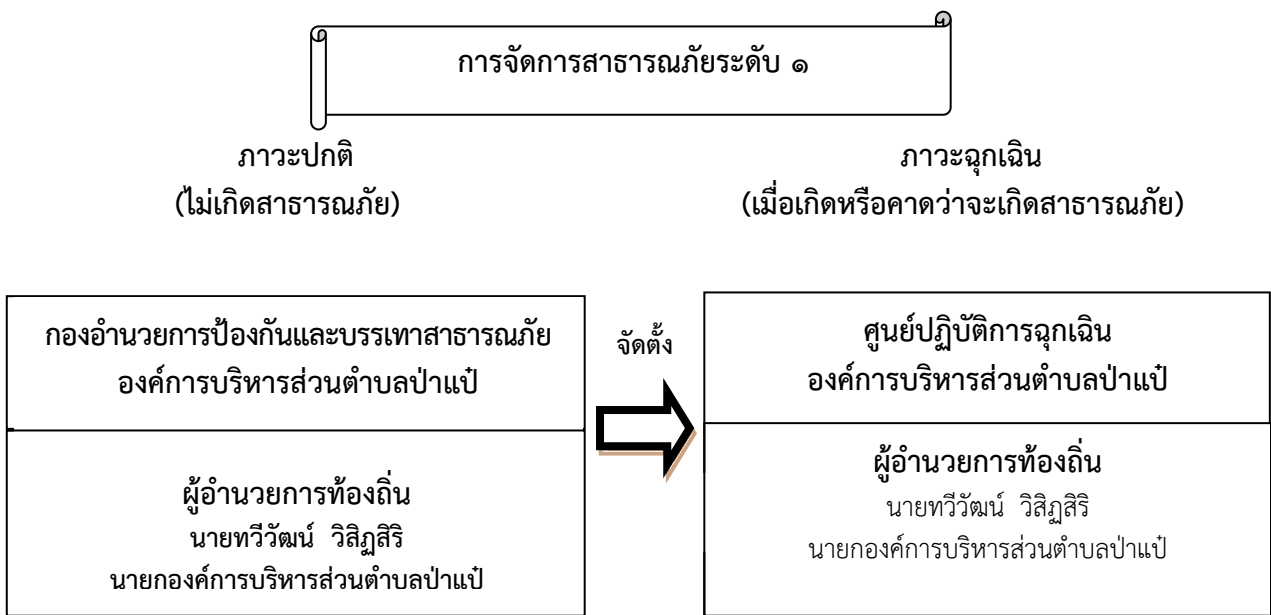 การจัดการสาธารณภัยระดับ ๑
ภาวะปกติ
(ไม่เกิดสาธารณภัย)
ภาวะฉุกเฉิน
(เมื่อเกิดหรือคาดว่าจะเกิดสาธารณภัย)
กองอำนวยการป้องกันและบรรเทาสาธารณภัย
องค์การบริหารส่วนตำบลป่าแป๋
ผู้อำนวยการท้องถิ่น
นายทวีวัฒน์ วิสิฏสิริ
นายกองค์การบริหารส่วนตำบลป่าแป๋
จัดตั้ง
ศูนย์ปฏิบัติการฉุกเฉิน
องค์การบริหารส่วนตำบลป่าแป๋
ผู้อำนวยการท้องถิ่น
นายทวีวัฒน์ วิสิฏสิริ
นายกองค์การบริหารส่วนตำบลป่าแป๋